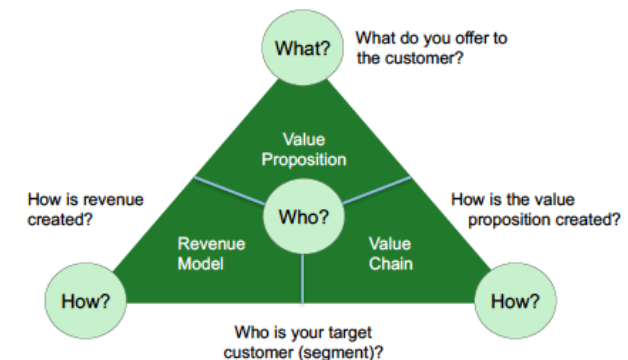 What?
What do you offer to
the customer?
Value
Proposition
How is revenue
created?
Who?
How is the value
proposition created?
Revenue
Model
Value
Chain
How?
How?
Who is your target
customer (segment)?